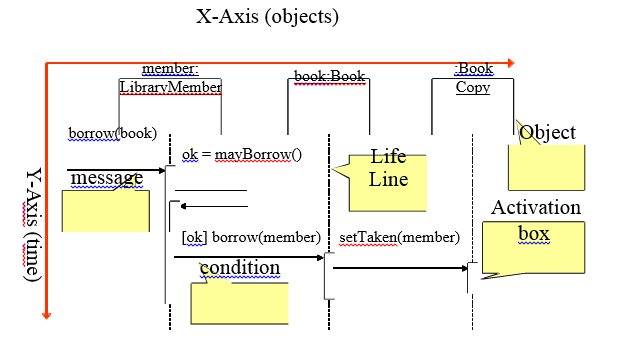 X-Axis (objects)
member:
LibraryMember
book:Book
:Book
Copy
borrow(book)
ok = mayBorrow()
Object
Life
Line
message
Y-Axis (time)
Activation
box
[ok] borrow(member)
setTaken(member)
condition